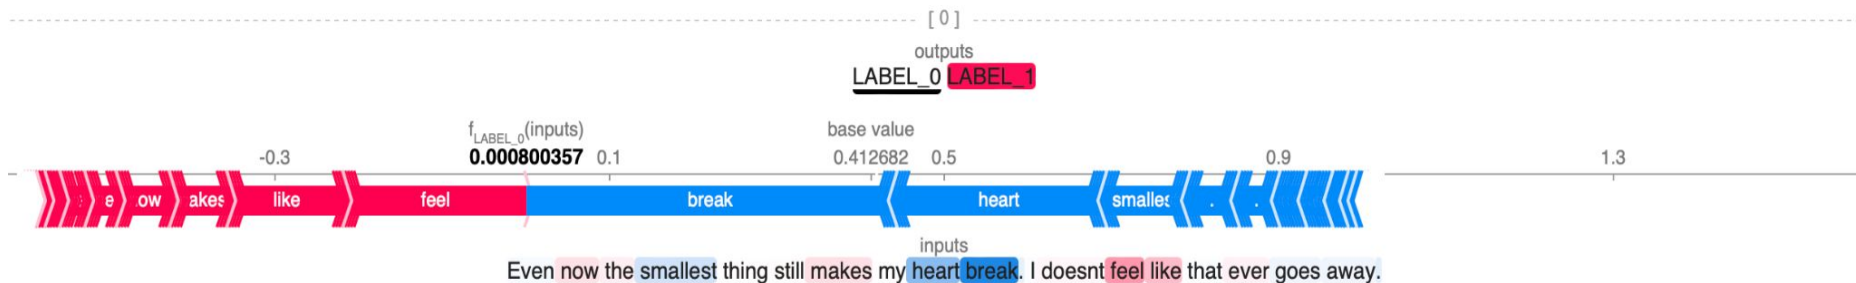 [ 0 ]
outputs
LABEL_0 LABEL_1
fLABEL_0(inputs) base value
-0.3 0.000800357 0.1 0.412682 0.5 0.9 1.3
e ow akes like feel break heart smalles . .
inputs
Even now the smallest thing still makes my heart break. I doesnt feel like that ever goes away.